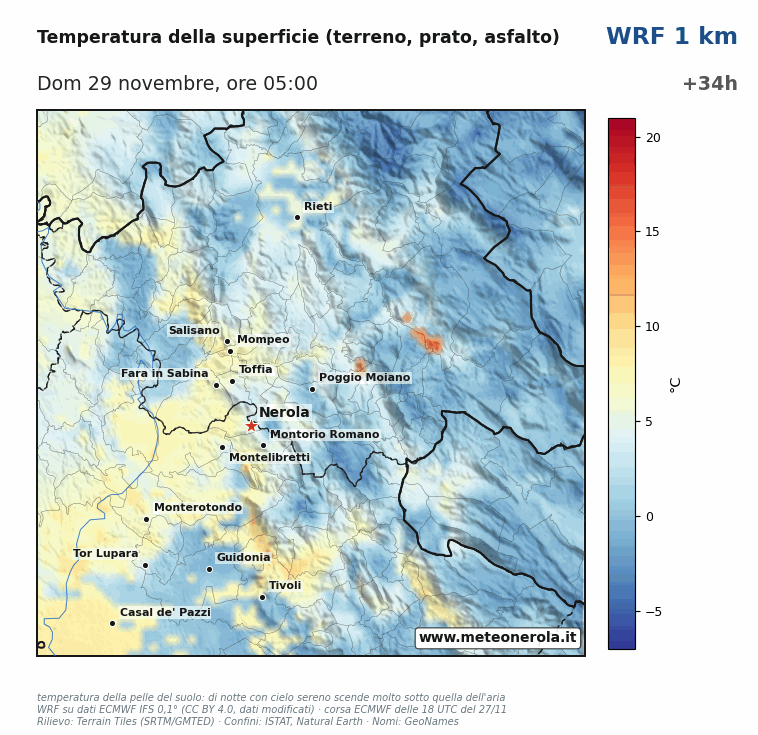 Temperatura della superficie (terreno, prato, asfalto)
WRF 1 km
Dom 29 novembre, ore 05:00
+34h
Rieti
Salisano
Mompeo
Fara in Sabina
Toffia
Poggio Moiano
Nerola
Montorio Romano
Montelibretti
Monterotondo
Tor Lupara
Guidonia
Tivoli
Casal de' Pazzi
www.meteonerola.it
20
15
10
5
0
−5
°C
temperatura della pelle del suolo: di notte con cielo sereno scende molto sotto quella dell'aria
WRF su dati ECMWF IFS 0,1° (CC BY 4.0, dati modificati) · corsa ECMWF delle 18 UTC del 27/11
Rilievo: Terrain Tiles (SRTM/GMTED) · Confini: ISTAT, Natural Earth · Nomi: GeoNames